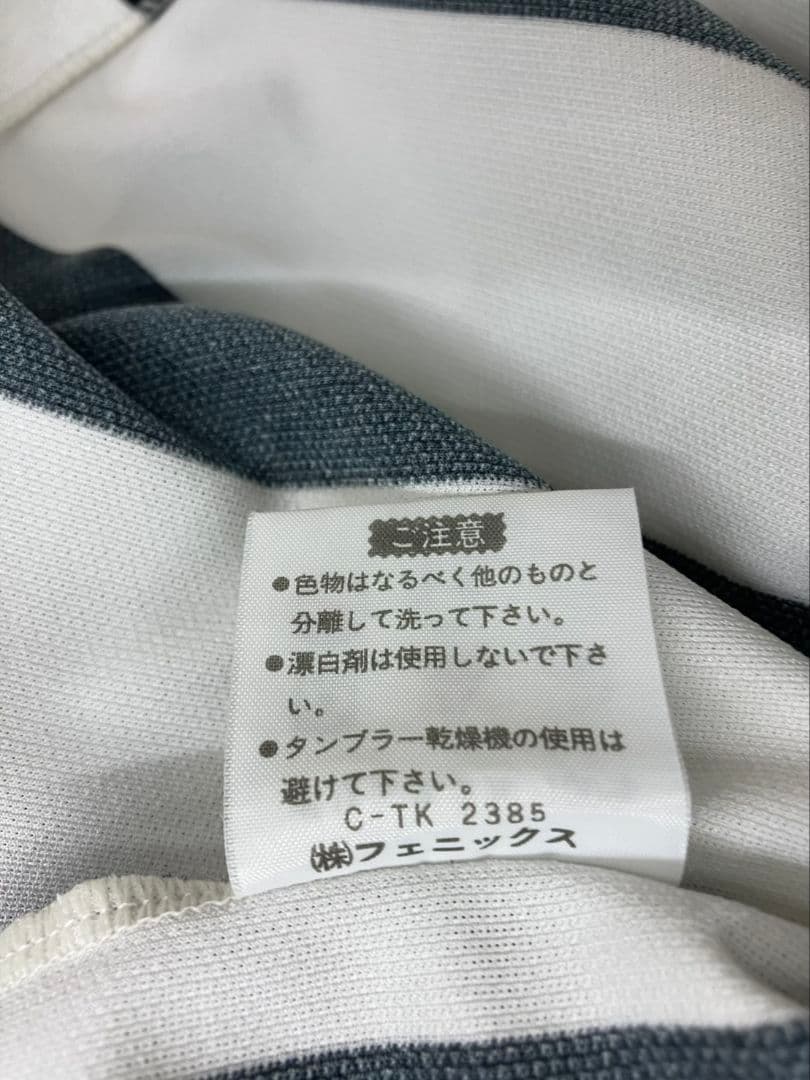 ご注意
●色物はなるべく他のものと
分離して洗って下さい。
●漂白剤は使用しないで下さ
い。
●タンブラー乾燥機の使用は
避けて下さい。
C-TK 2385
㈱フェニックス